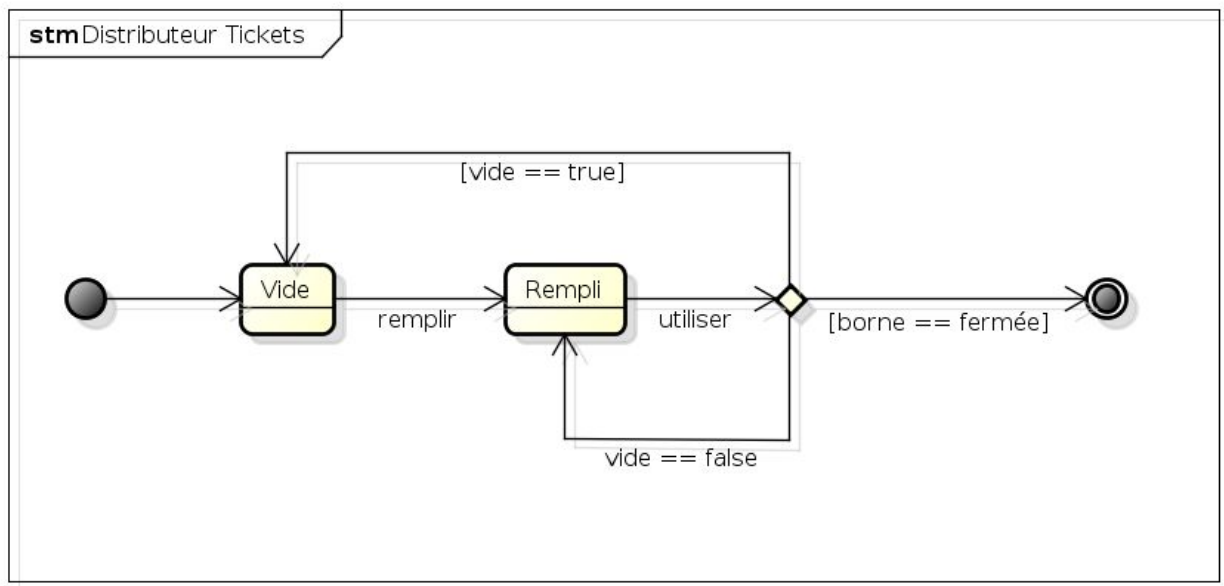 stm Distributeur Tickets
[vide == true]
Vide
Rempli
remplir
utiliser
[borne == fermée]
vide == false